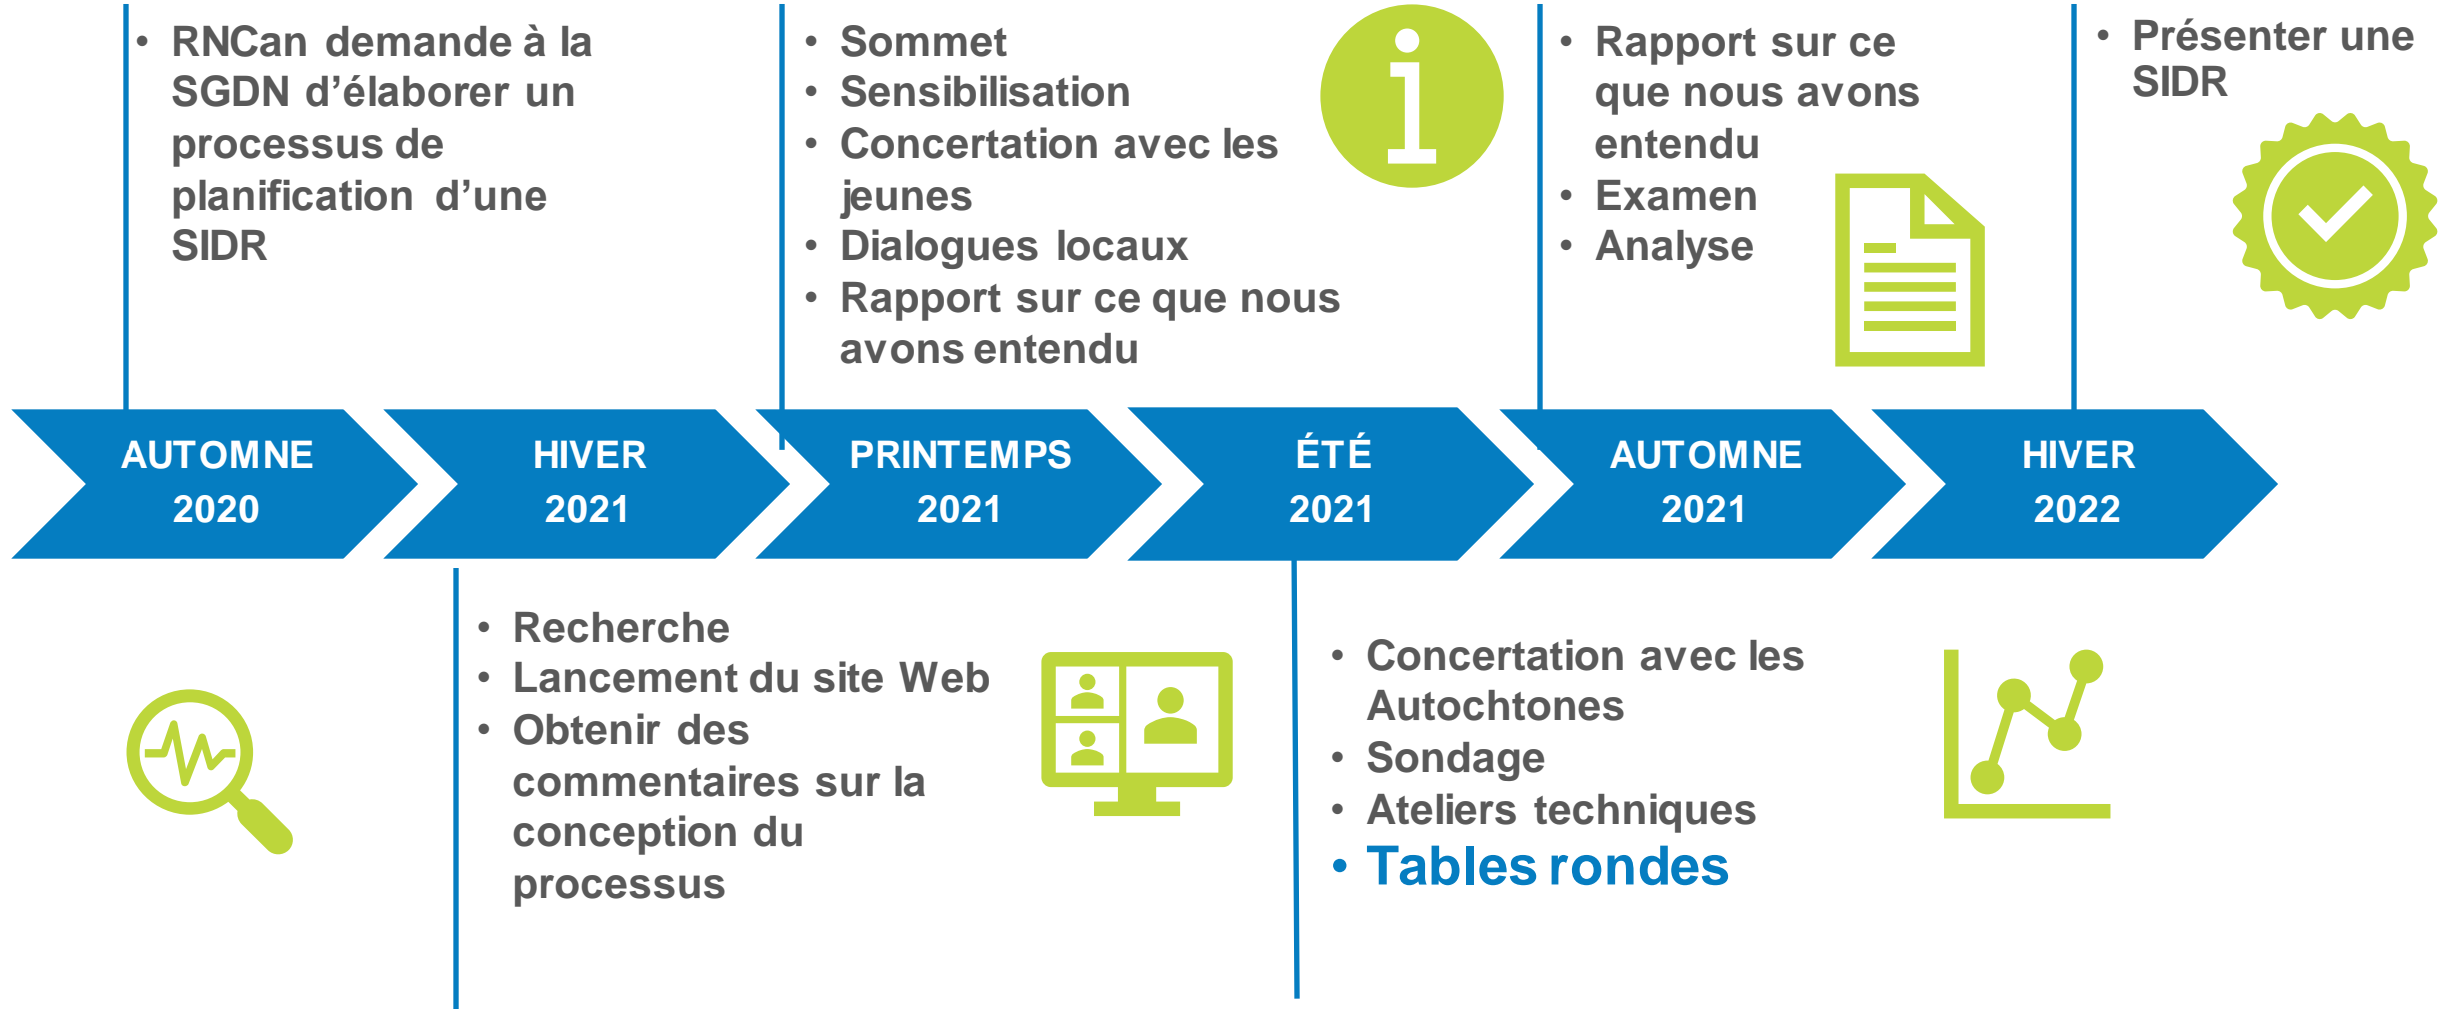 • RNCan demande à la
SGDN d’élaborer un
processus de
planification d’une
SIDR
• Sommet
• Sensibilisation
• Concertation avec les
jeunes
• Dialogues locaux
• Rapport sur ce que nous
avons entendu
• Rapport sur ce
que nous avons
entendu
• Examen
• Analyse
• Présenter une
SIDR
AUTOMNE
2020
HIVER
2021
PRINTEMPS
2021
ÉTÉ
2021
AUTOMNE
2021
HIVER
2022
• Recherche
• Lancement du site Web
• Obtenir des
commentaires sur la
conception du
processus
• Concertation avec les
Autochtones
• Sondage
• Ateliers techniques
• Tables rondes